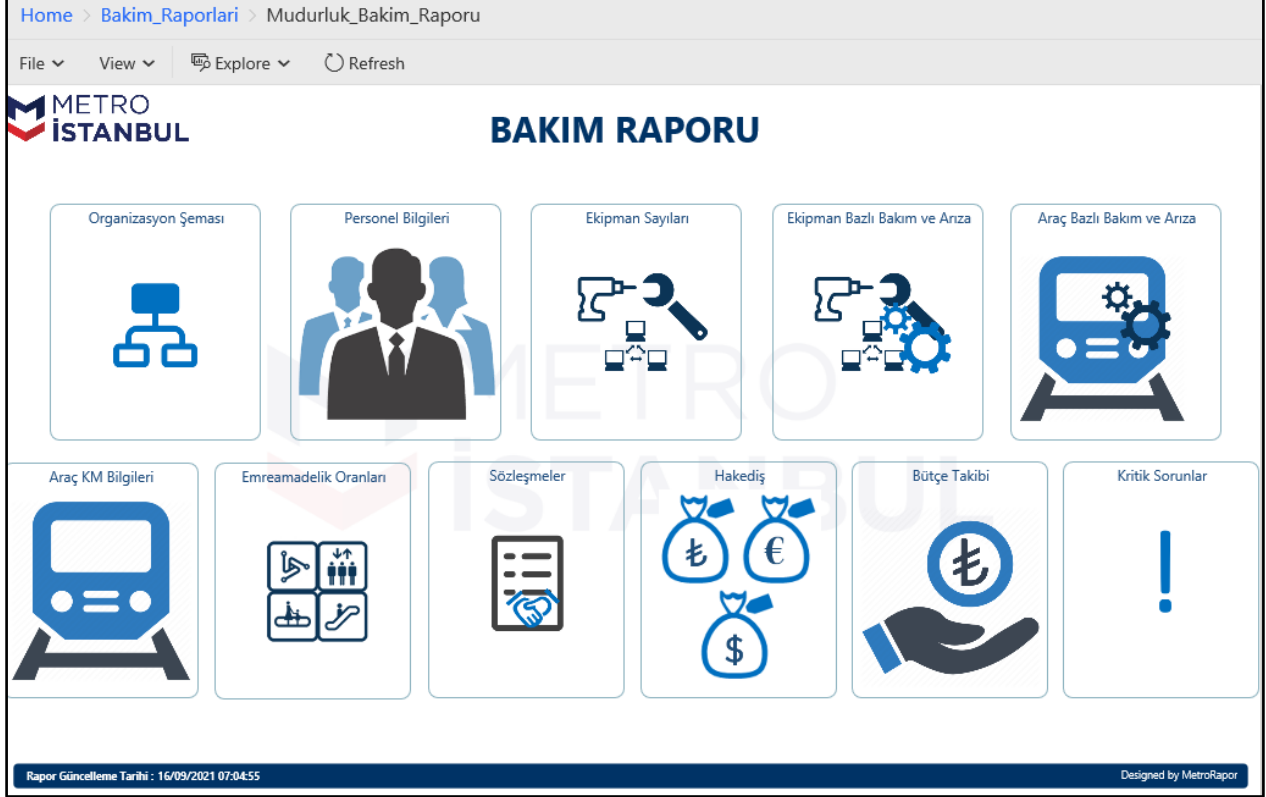 Home > Bakim_Raporlari > Mudurluk_Bakim_Raporu
File View Explore Refresh
METRO
İSTANBUL
BAKIM RAPORU
Organizasyon Şeması
Personel Bilgileri
Ekipman Sayıları
Ekipman Bazlı Bakım ve Arıza
Araç Bazlı Bakım ve Arıza
METRO
İSTANBUL
Araç KM Bilgileri
Emreamadelik Oranları
Sözleşmeler
Hakediş
Bütçe Takibi
Kritik Sorunlar
₺
€
$
₺
Rapor Güncelleme Tarihi : 16/09/2021 07:04:55
Designed by MetroRapor